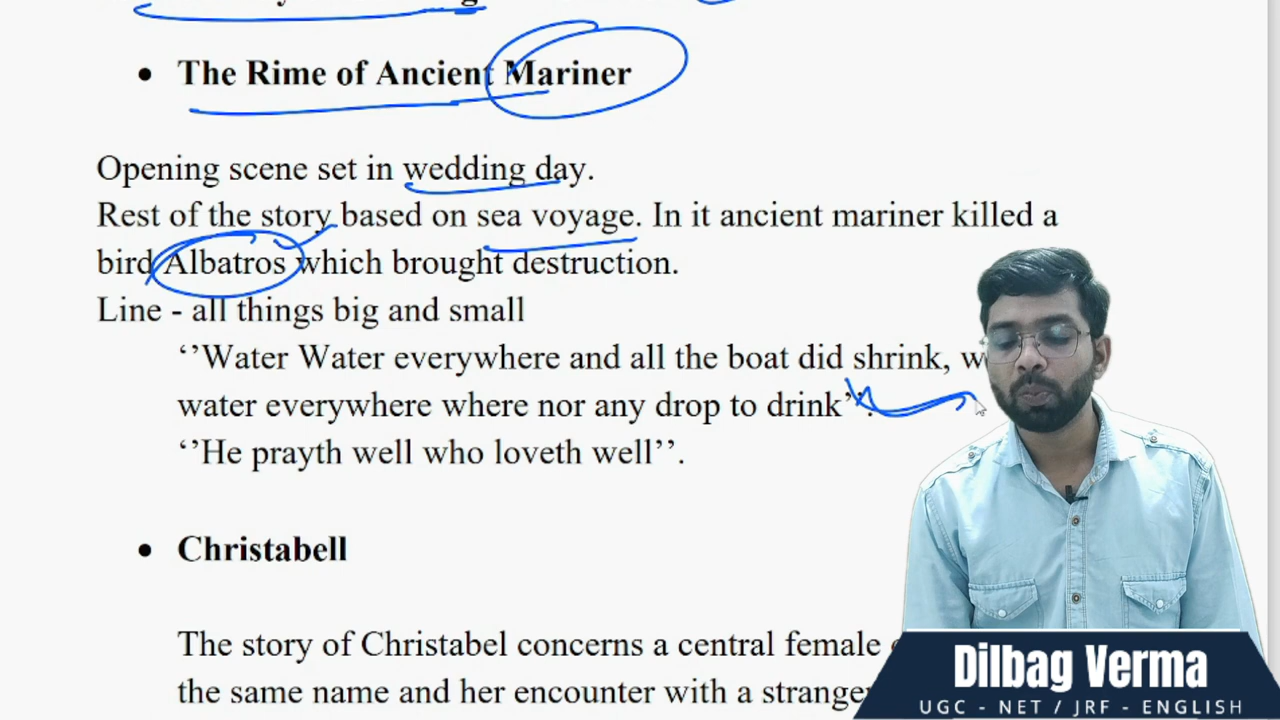 • The Rime of Ancient Mariner
Opening scene set in wedding day.
Rest of the story based on sea voyage. In it ancient mariner killed a
bird Albatros which brought destruction.
Line - all things big and small
‘’Water Water everywhere and all the boat did shrink,
water everywhere where nor any drop to drink’’.
‘’He prayth well who loveth well’’.
• Christabell
The story of Christabel concerns a central female
the same name and her encounter with a stranger
Dilbag Verma
UGC - NET / JRF - ENGLISH